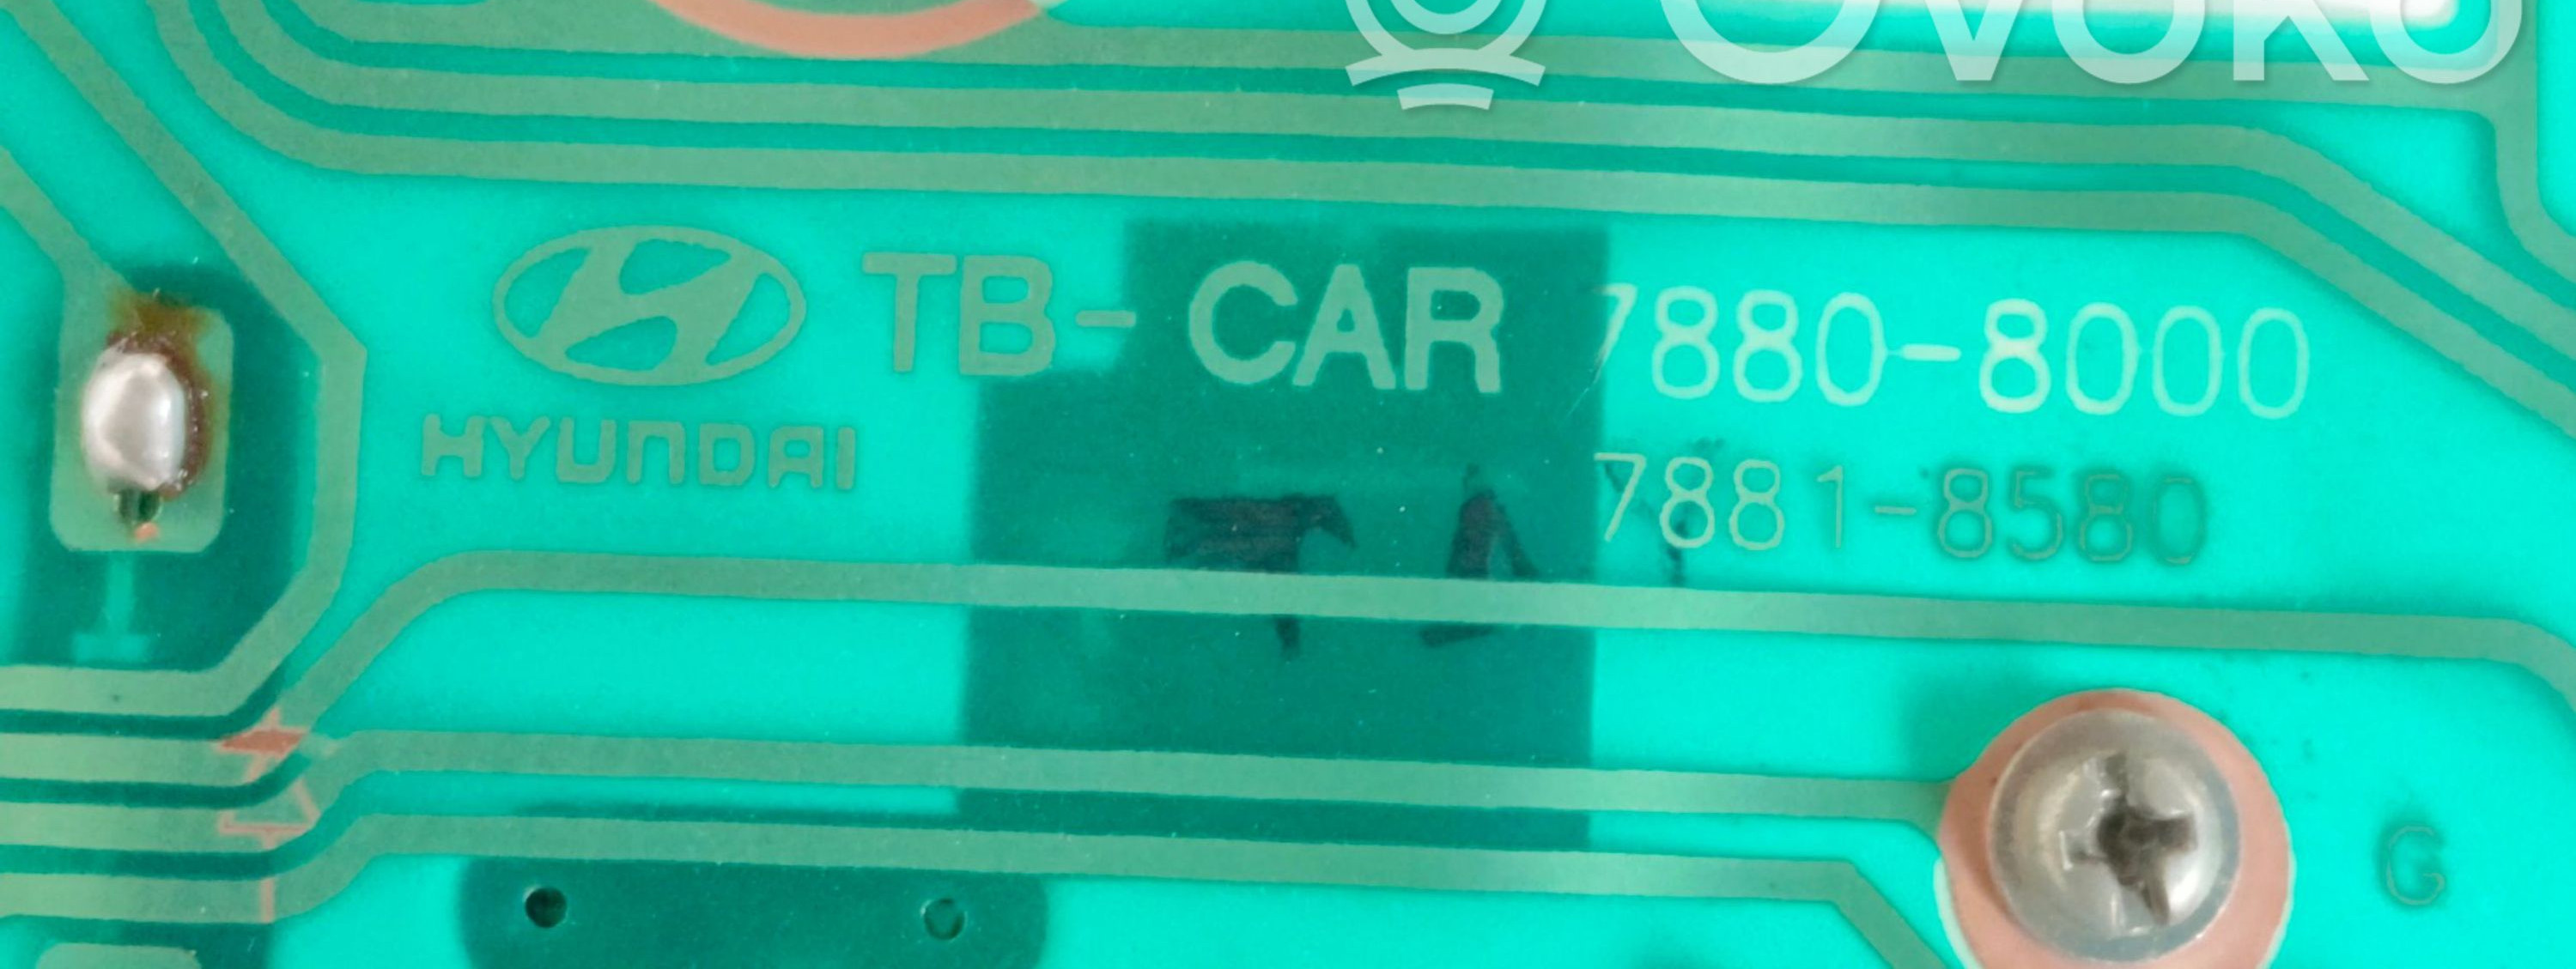 Ovoko
TB-CAR 7880-8000
HYUNDAI
7881-8580
G